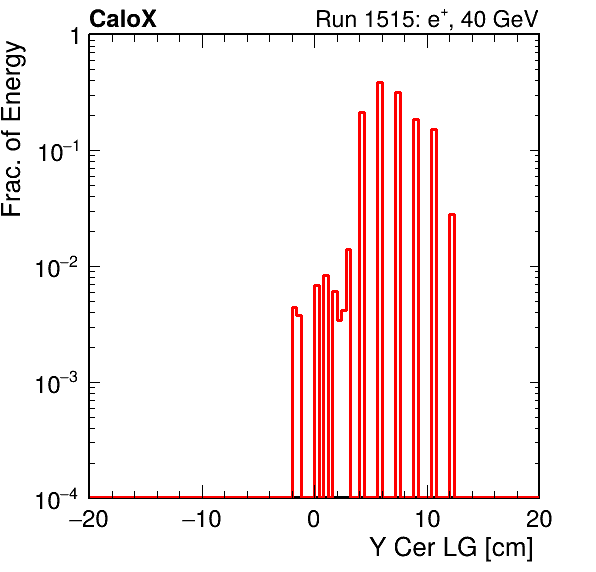 CaloX Run 1515: e⁺, 40 GeV
Frac. of Energy
1
10⁻¹
10⁻²
10⁻³
10⁻⁴
−20 −10 0 10 20
Y Cer LG [cm]